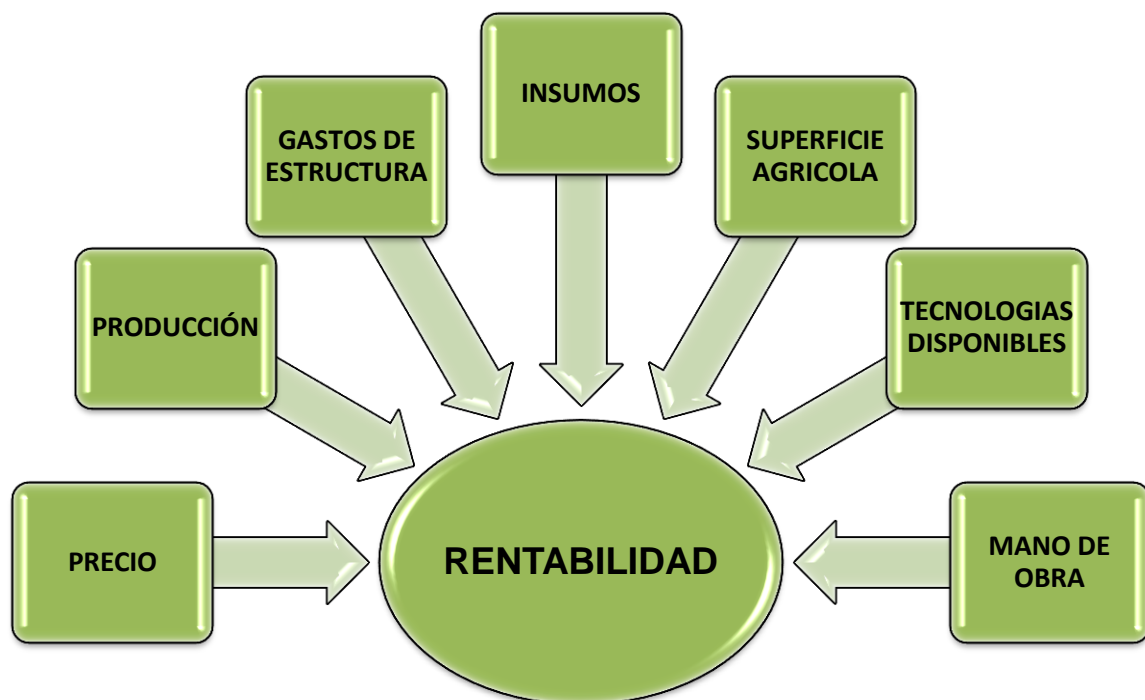 INSUMOS
GASTOS DE
ESTRUCTURA
SUPERFICIE
AGRICOLA
PRODUCCIÓN
TECNOLOGIAS
DISPONIBLES
PRECIO
RENTABILIDAD
MANO DE
OBRA